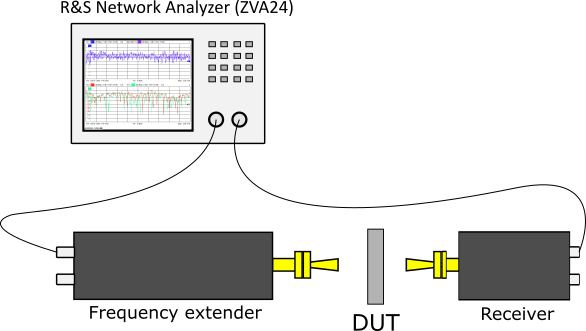 R&S Network Analyzer (ZVA24)
Frequency extender
DUT
Receiver